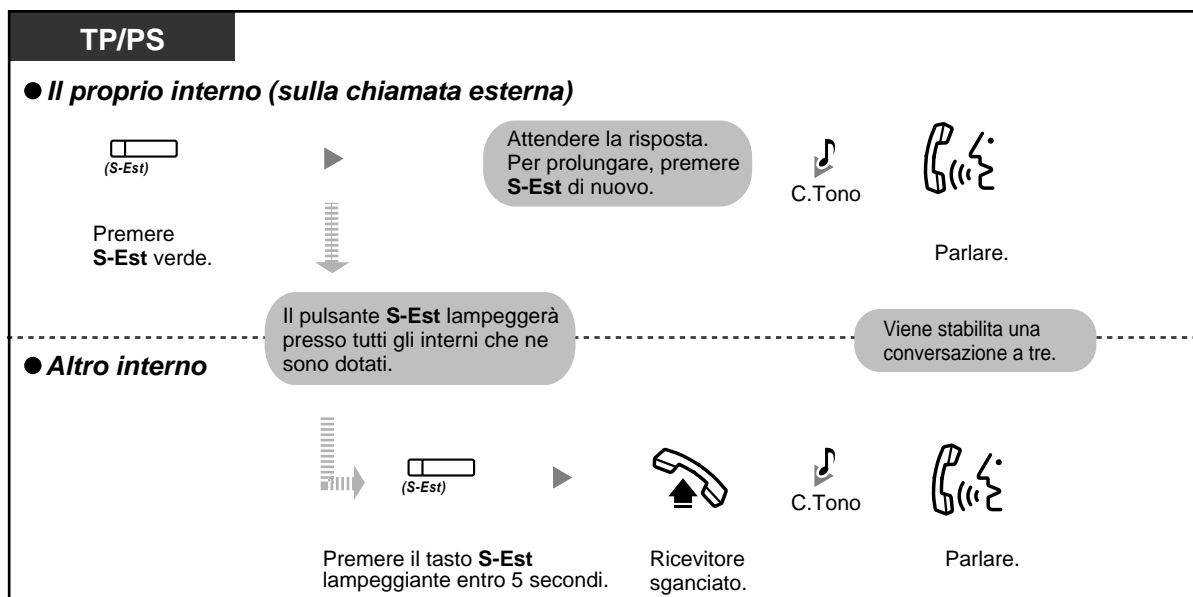 TP/PS
● Il proprio interno (sulla chiamata esterna)
(S-Est)
Premere
S-Est verde.
Attendere la risposta.
Per prolungare, premere
S-Est di nuovo.
C.Tono
Parlare.
Il pulsante S-Est lampeggerà
presso tutti gli interni che ne
sono dotati.
Viene stabilita una
conversazione a tre.
● Altro interno
(S-Est)
Premere il tasto S-Est
lampeggiante entro 5 secondi.
Ricevitore
sganciato.
C.Tono
Parlare.